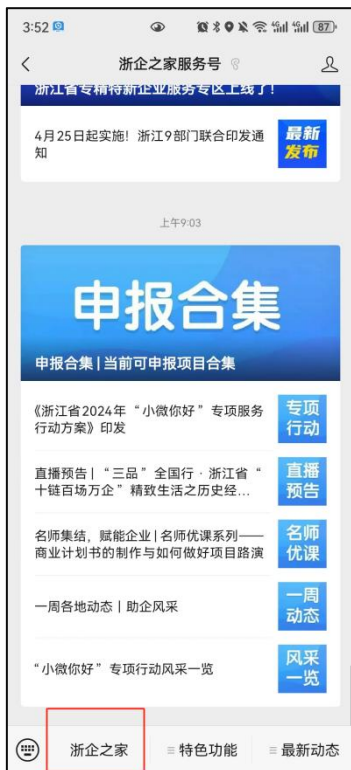 3:52
87
浙企之家服务号
浙江省专精特新企业服务专区上线了!
4月25日起实施!浙江9部门联合印发通
知
最新
发布
上午9:03
申报合集
申报合集|当前可申报项目合集
《浙江省2024年“小微你好”专项服务
行动方案》印发
专项
行动
直播预告|“三品”全国行·浙江省“
十链百场万企”精致生活之历史经...
直播
预告
名师集结,赋能企业|名师优课系列——
商业计划书的制作与如何做好项目路演
名师
优课
一周各地动态|助企风采
一周
动态
“小微你好”专项行动风采一览
风采
一览
浙企之家
特色功能
最新动态